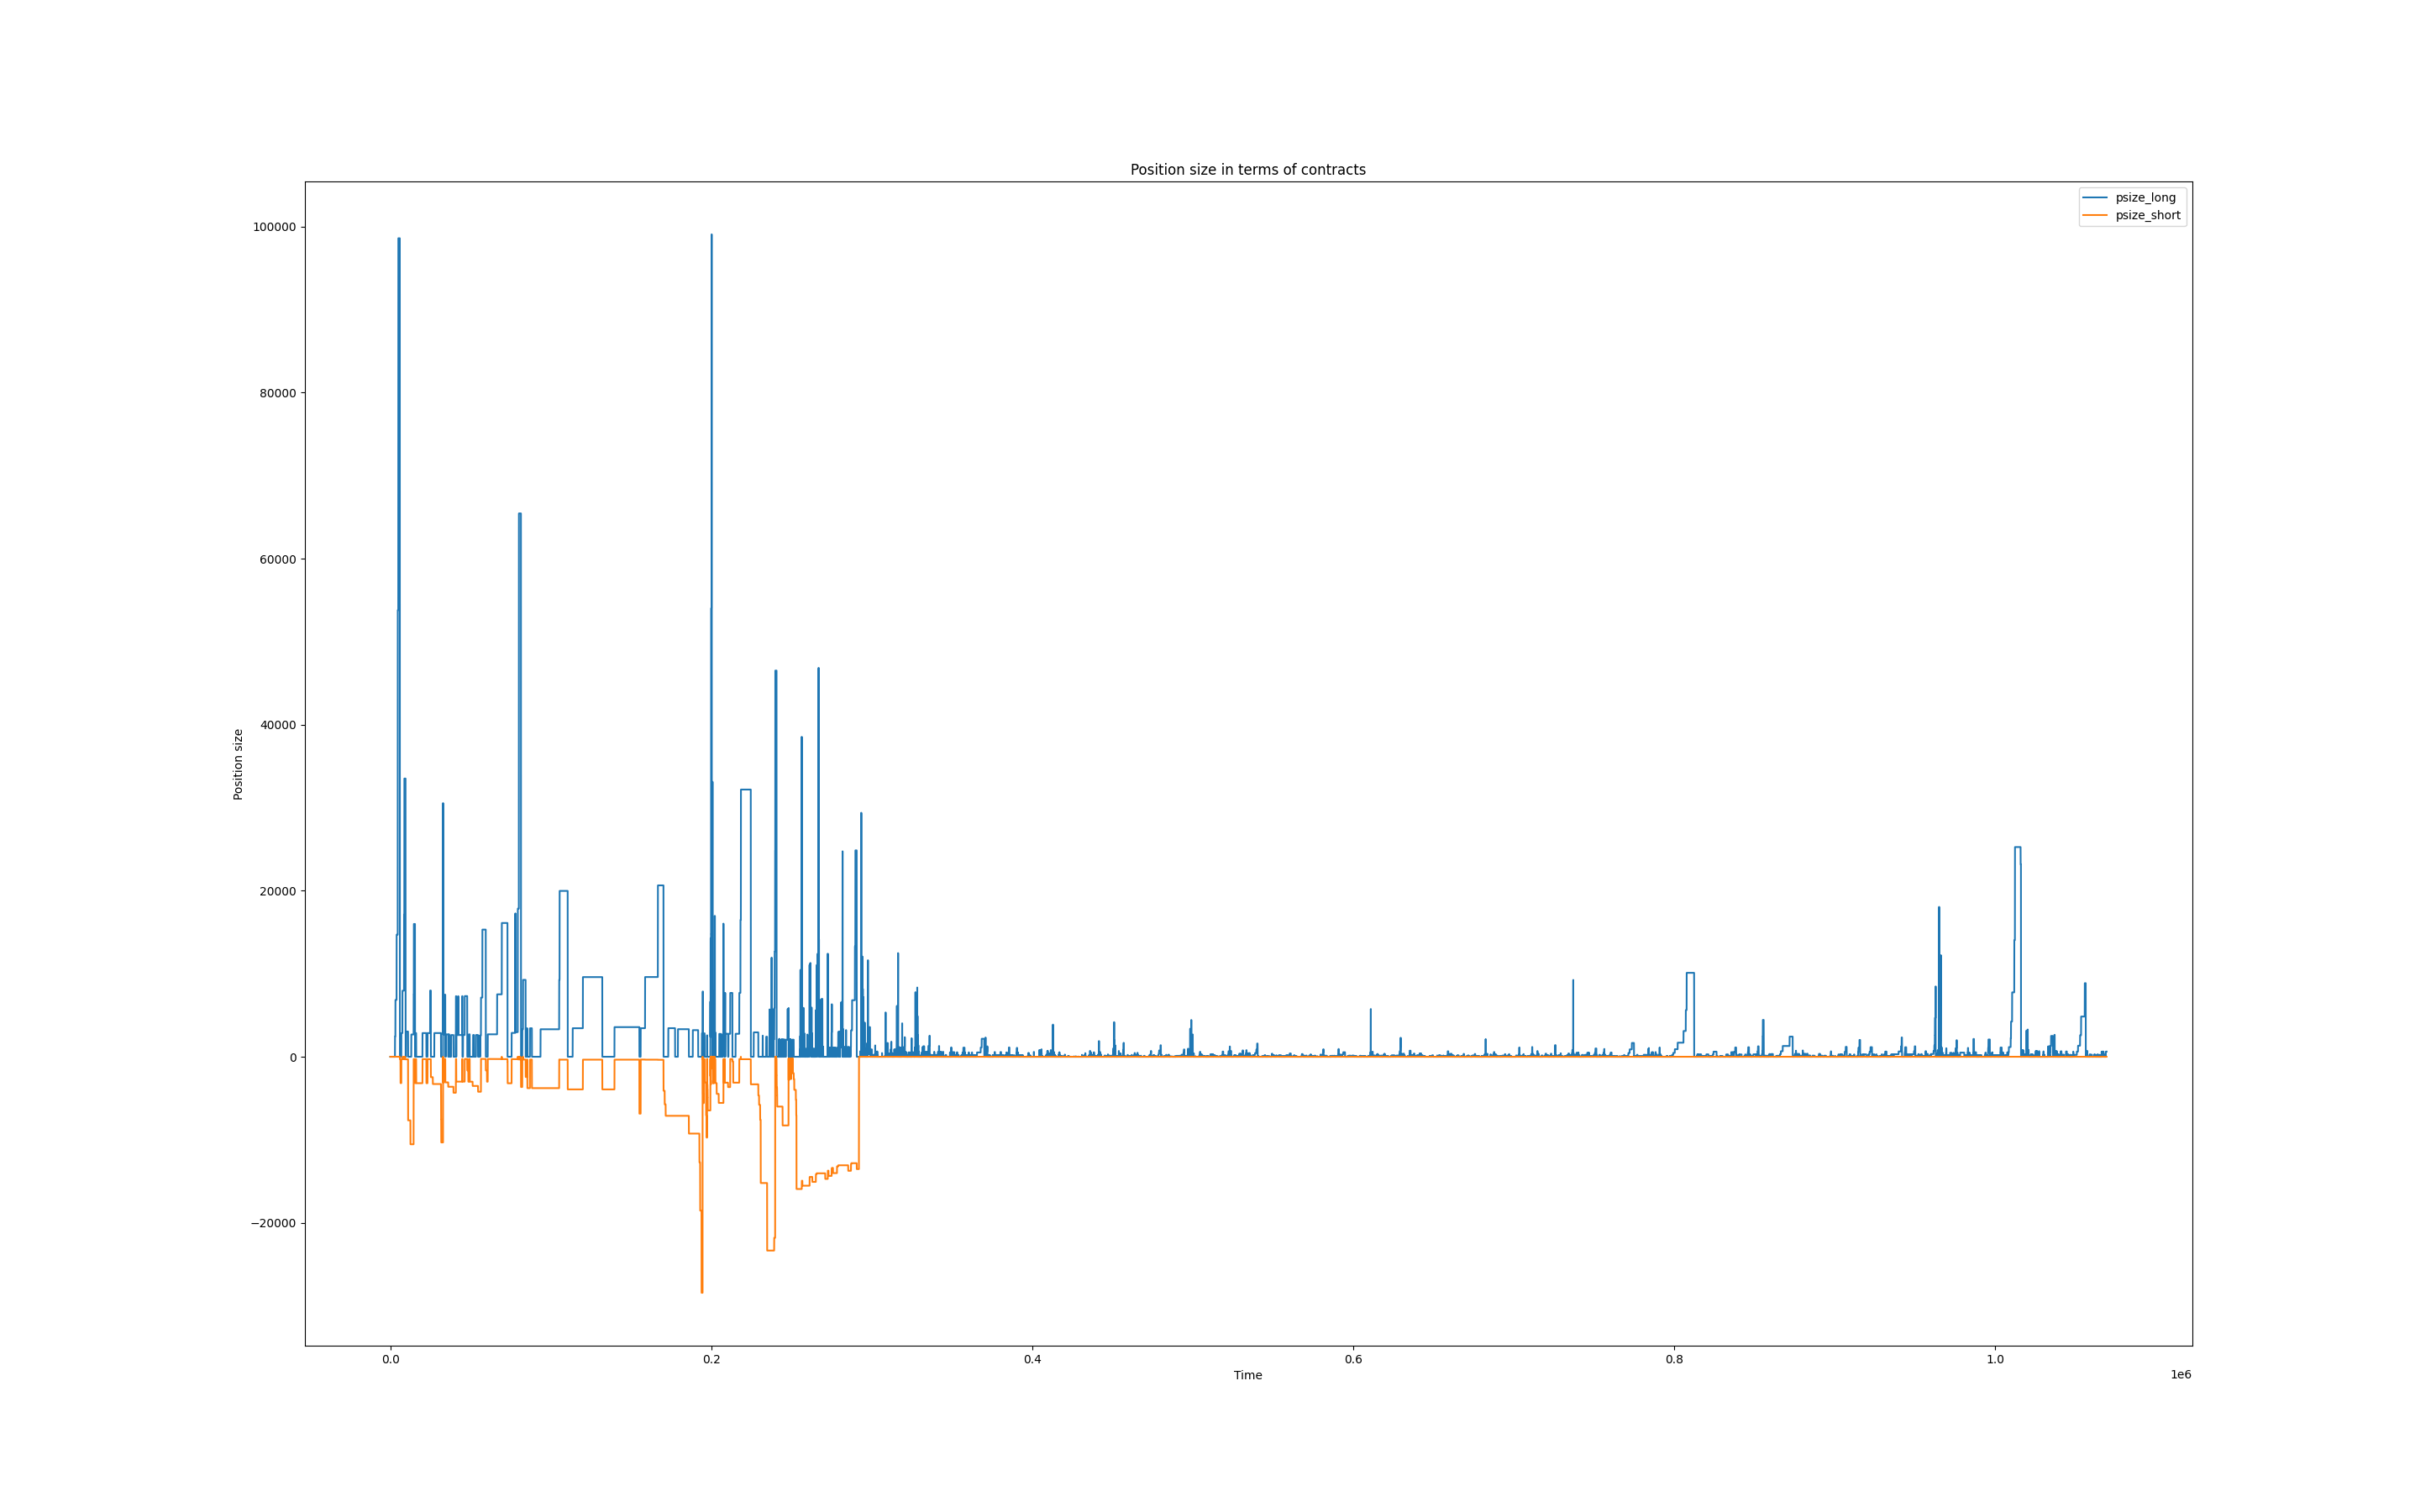 Position size in terms of contracts
psize_long
psize_short
100000
80000
60000
40000
20000
0
−20000
Position size
0.0 0.2 0.4 0.6 0.8 1.0
Time
1e6